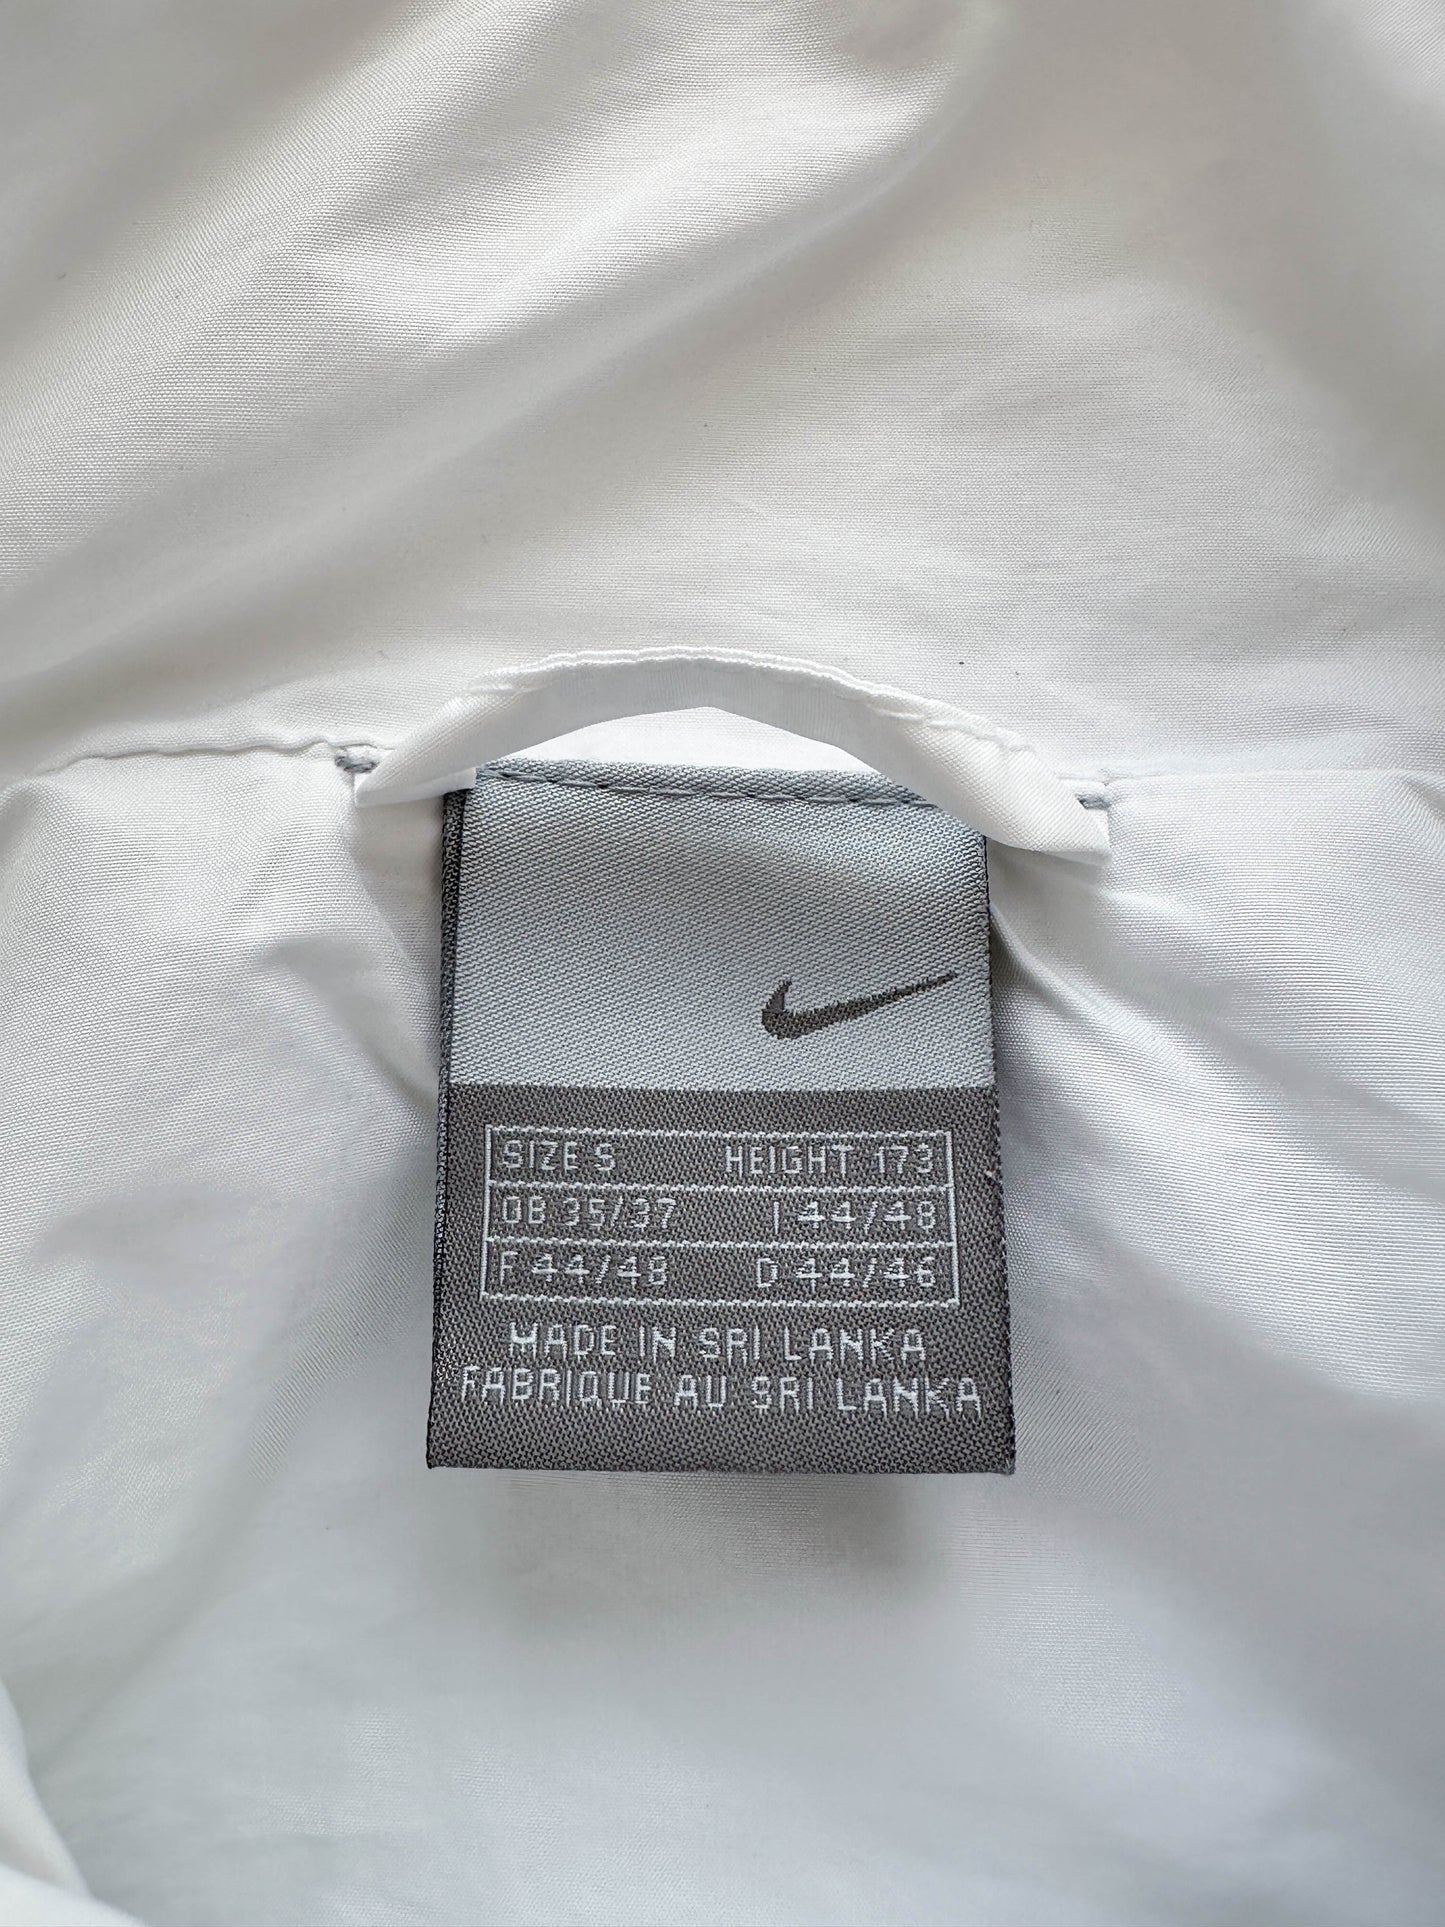 SIZE S HEIGHT 173
GB 35/37 I 44/48
F 44/48 D 44/46
MADE IN SRI LANKA
FABRIQUE AU SRI LANKA